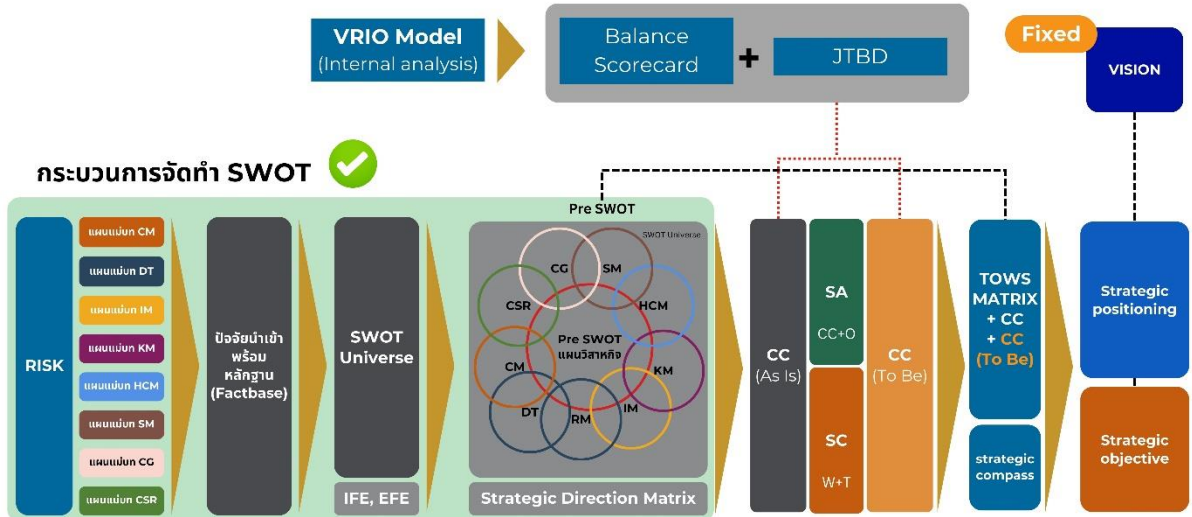 VRIO Model
(Internal analysis)
Balance
Scorecard
+
JTBD
Fixed
VISION
กระบวนการจัดทำ SWOT
RISK
แผนแม่บท CM
แผนแม่บท DT
แผนแม่บท IM
แผนแม่บท KM
แผนแม่บท HCM
แผนแม่บท SM
แผนแม่บท CG
แผนแม่บท CSR
ปัจจัยนำเข้า
พร้อม
หลักฐาน
(Factbase)
SWOT
Universe
IFE, EFE
Pre SWOT
SWOT Universe
CG
SM
CSR
HCM
Pre SWOT
แผนวิสาหกิจ
CM
KM
DT
RM
IM
Strategic Direction Matrix
CC
(As Is)
SA
CC+O
SC
W+T
CC
(To Be)
TOWS
MATRIX
+ CC
+ CC
(To Be)
strategic
compass
Strategic
positioning
Strategic
objective